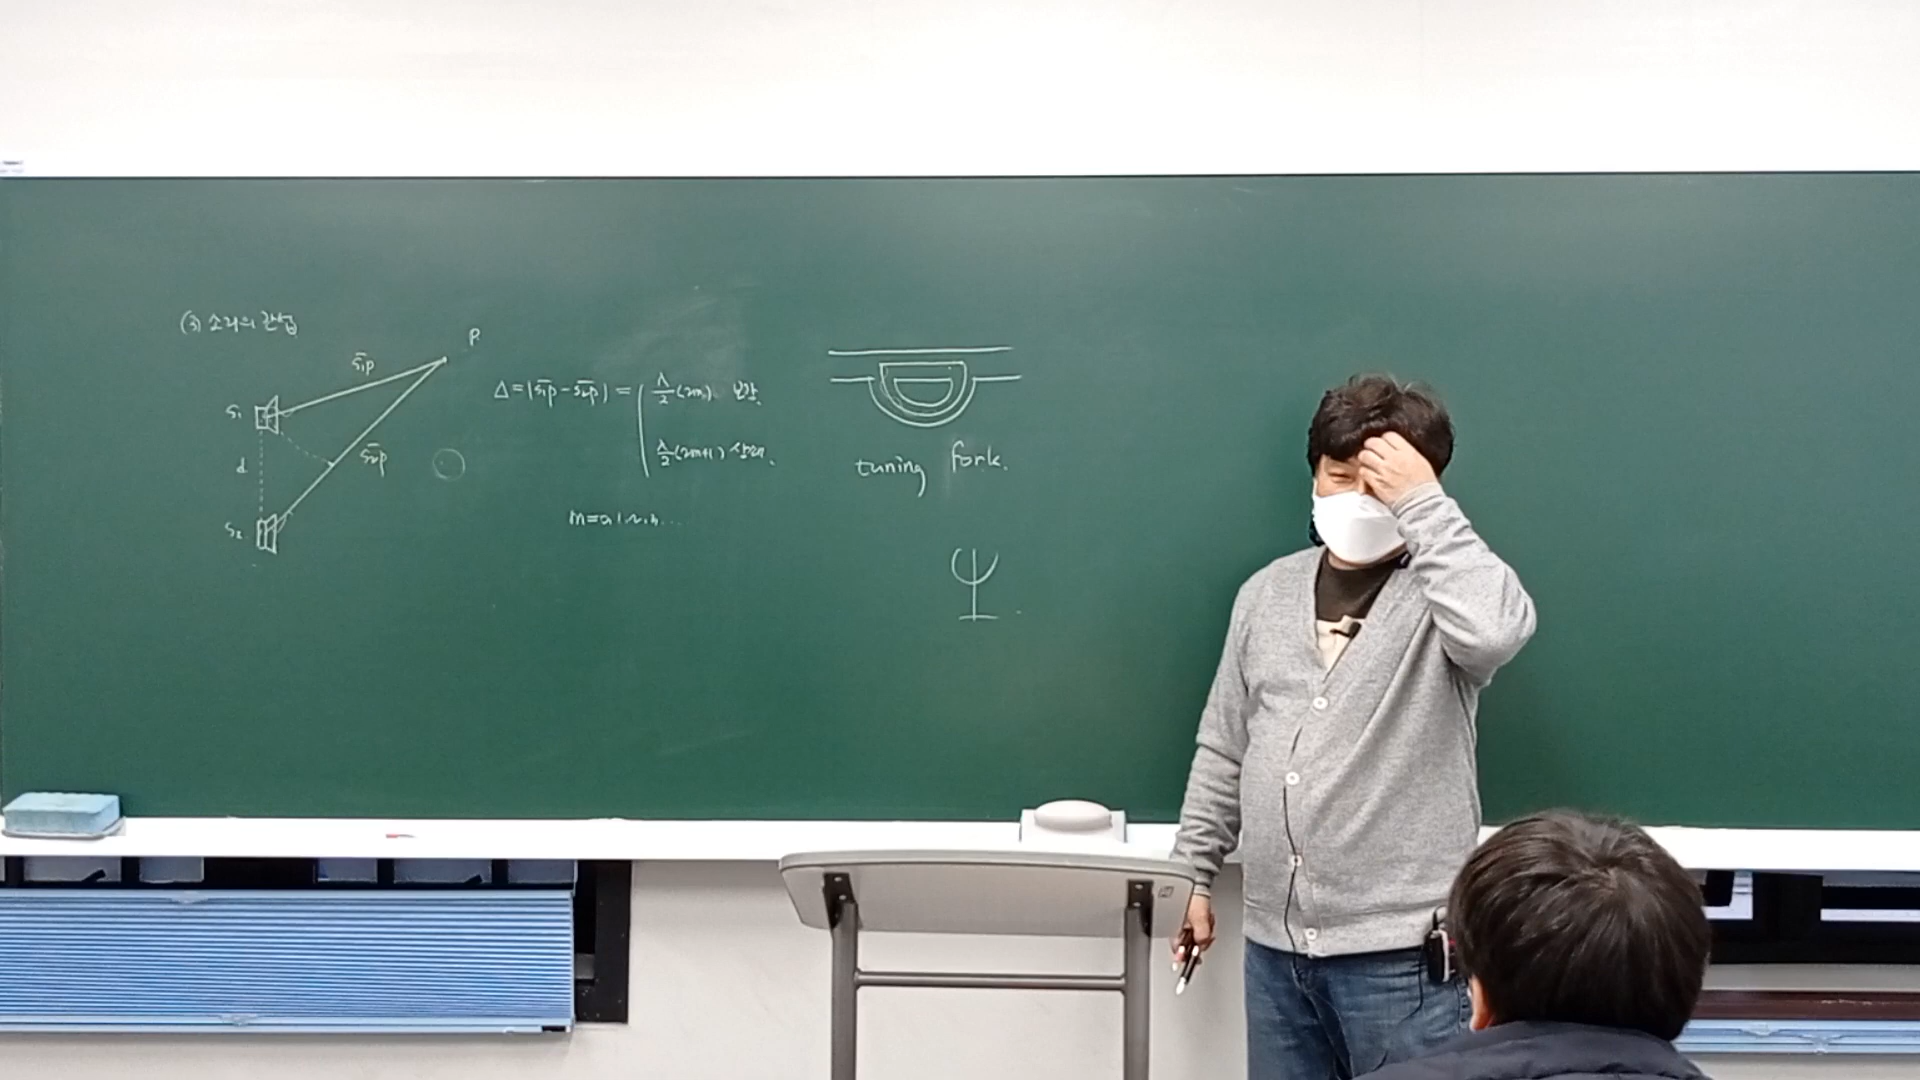 (3) 소리의 간섭
P.
S₁P
S₁
Δ=|S₁P-S₂P|= λ/2(2m) 보강.
λ/2(2m+1) 상쇄.
d
S₂P
S₂
m=0,1,2,3...
tuning fork.